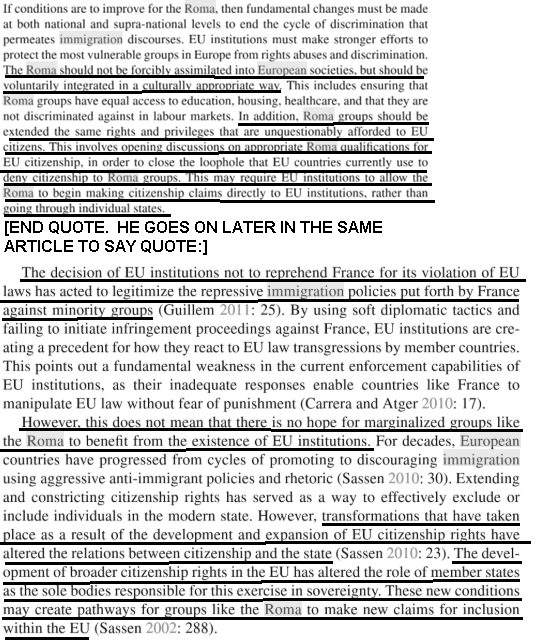 If conditions are to improve for the Roma, then fundamental changes must be made
at both national and supra-national levels to end the cycle of discrimination that
permeates immigration discourses. EU institutions must make stronger efforts to
protect the most vulnerable groups in Europe from rights abuses and discrimination.
The Roma should not be forcibly assimilated into European societies, but should be
voluntarily integrated in a culturally appropriate way. This includes ensuring that
Roma groups have equal access to education, housing, healthcare, and that they are
not discriminated against in labour markets. In addition, Roma groups should be
extended the same rights and privileges that are unquestionably afforded to EU
citizens. This involves opening discussions on appropriate Roma qualifications for
EU citizenship, in order to close the loophole that EU countries currently use to
deny citizenship to Roma groups. This may require EU institutions to allow the
Roma to begin making citizenship claims directly to EU institutions, rather than
going through individual states.
[END QUOTE. HE GOES ON LATER IN THE SAME
ARTICLE TO SAY QUOTE:]
The decision of EU institutions not to reprehend France for its violation of EU
laws has acted to legitimize the repressive immigration policies put forth by France
against minority groups (Guillem 2011: 25). By using soft diplomatic tactics and
failing to initiate infringement proceedings against France, EU institutions are cre-
ating a precedent for how they react to EU law transgressions by member countries.
This points out a fundamental weakness in the current enforcement capabilities of
EU institutions, as their inadequate responses enable countries like France to
manipulate EU law without fear of punishment (Carrera and Atger 2010: 17).
However, this does not mean that there is no hope for marginalized groups like
the Roma to benefit from the existence of EU institutions. For decades, European
countries have progressed from cycles of promoting to discouraging immigration
using aggressive anti-immigrant policies and rhetoric (Sassen 2010: 30). Extending
and constricting citizenship rights has served as a way to effectively exclude or
include individuals in the modern state. However, transformations that have taken
place as a result of the development and expansion of EU citizenship rights have
altered the relations between citizenship and the state (Sassen 2010: 23). The devel-
opment of broader citizenship rights in the EU has altered the role of member states
as the sole bodies responsible for this exercise in sovereignty. These new conditions
may create pathways for groups like the Roma to make new claims for inclusion
within the EU (Sassen 2002: 288).